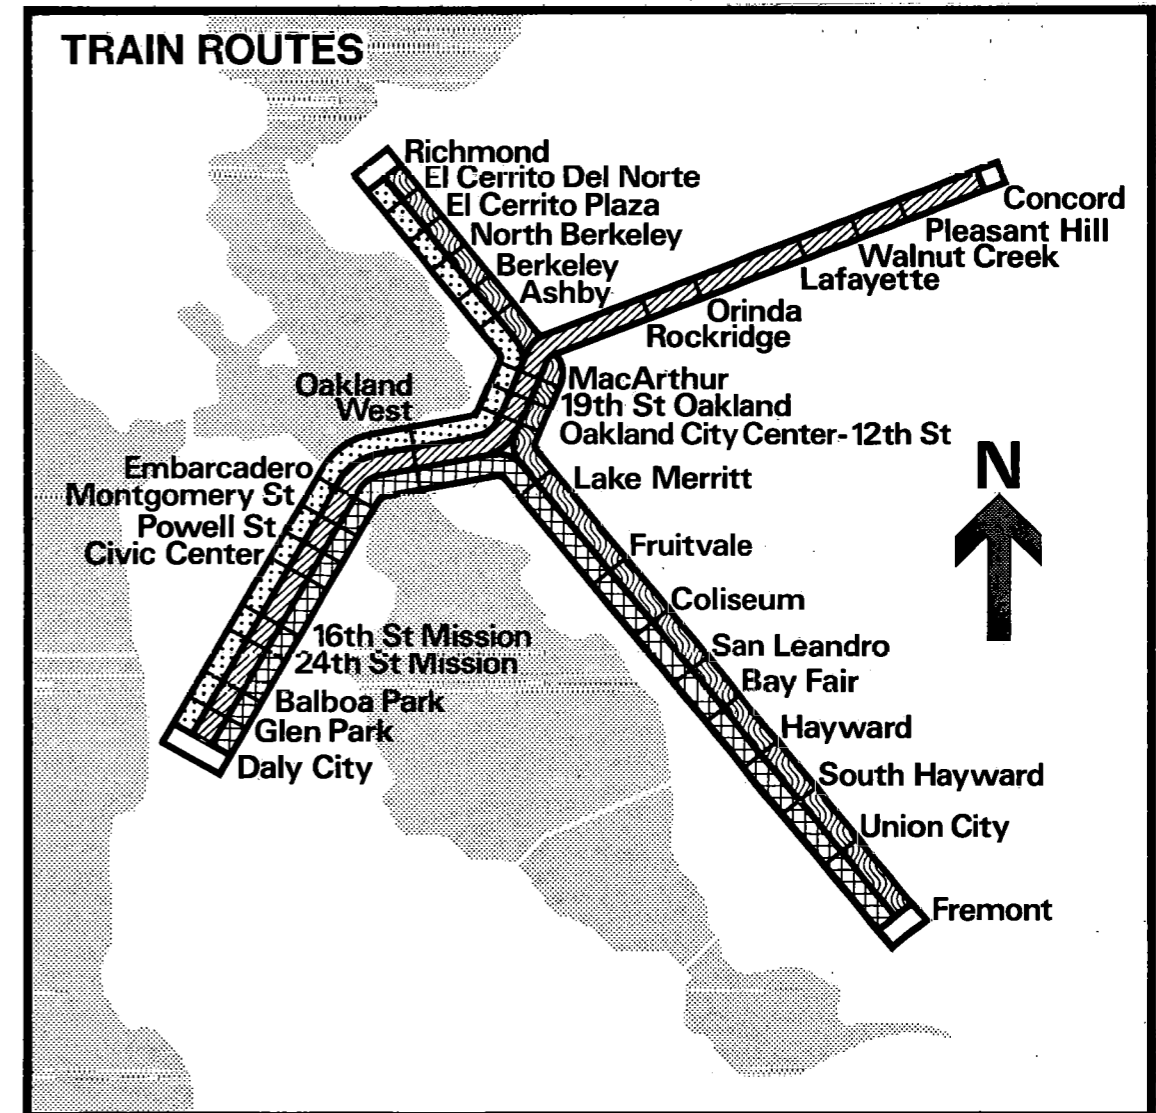 TRAIN ROUTES
Richmond
El Cerrito Del Norte
El Cerrito Plaza
North Berkeley
Berkeley
Ashby
Concord
Pleasant Hill
Walnut Creek
Lafayette
Orinda
Rockridge
MacArthur
19th St Oakland
Oakland City Center-12th St
Oakland
West
Embarcadero
Montgomery St
Powell St
Civic Center
16th St Mission
24th St Mission
Balboa Park
Glen Park
Daly City
Lake Merritt
Fruitvale
Coliseum
San Leandro
Bay Fair
Hayward
South Hayward
Union City
Fremont
N